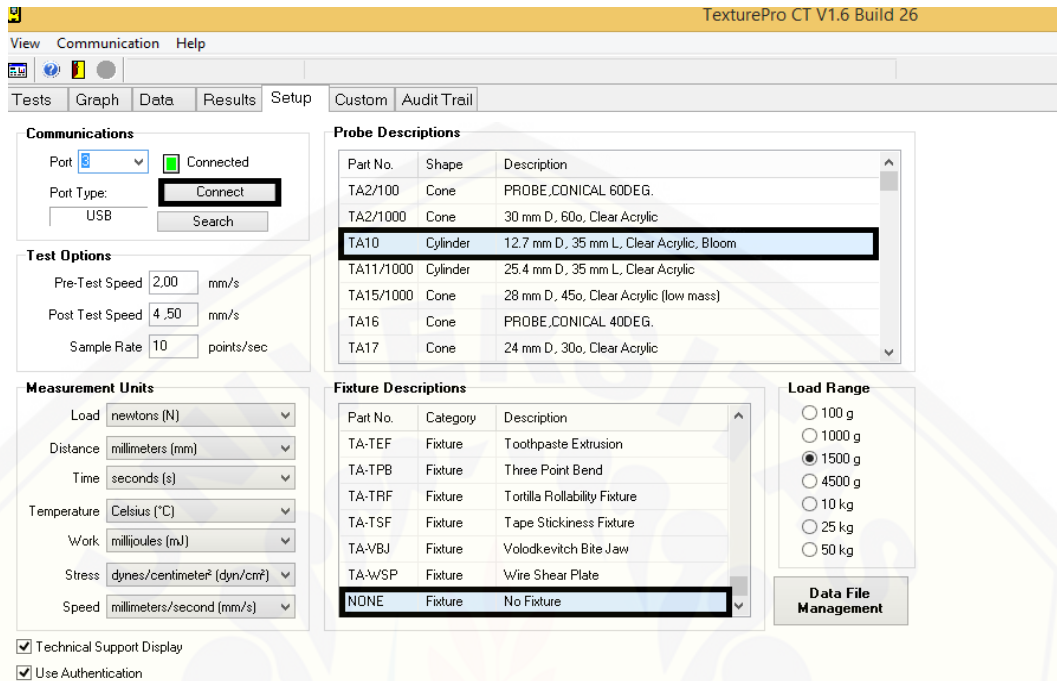 TexturePro CT V1.6 Build 26
View Communication Help
Tests Graph Data Results Setup Custom Audit Trail
Communications
Port 3 Connected
Port Type: Connect
USB Search
Test Options
Pre-Test Speed 2,00 mm/s
Post Test Speed 4 ,50 mm/s
Sample Rate 10 points/sec
Probe Descriptions
Part No. Shape Description
TA2/100 Cone PROBE,CONICAL 60DEG.
TA2/1000 Cone 30 mm D, 60o, Clear Acrylic
TA10 Cylinder 12.7 mm D, 35 mm L, Clear Acrylic, Bloom
TA11/1000 Cylinder 25.4 mm D, 35 mm L, Clear Acrylic
TA15/1000 Cone 28 mm D, 45o, Clear Acrylic (low mass)
TA16 Cone PROBE,CONICAL 40DEG.
TA17 Cone 24 mm D, 30o, Clear Acrylic
Measurement Units
Load newtons (N)
Distance millimeters (mm)
Time seconds (s)
Temperature Celsius (°C)
Work millijoules (mJ)
Stress dynes/centimeter² (dyn/cm²)
Speed millimeters/second (mm/s)
Fixture Descriptions
Part No. Category Description
TA-TEF Fixture Toothpaste Extrusion
TA-TPB Fixture Three Point Bend
TA-TRF Fixture Tortilla Rollability Fixture
TA-TSF Fixture Tape Stickiness Fixture
TA-VBJ Fixture Volodkevitch Bite Jaw
TA-WSP Fixture Wire Shear Plate
NONE Fixture No Fixture
Load Range
100 g
1000 g
1500 g
4500 g
10 kg
25 kg
50 kg
Data File
Management
Technical Support Display
Use Authentication